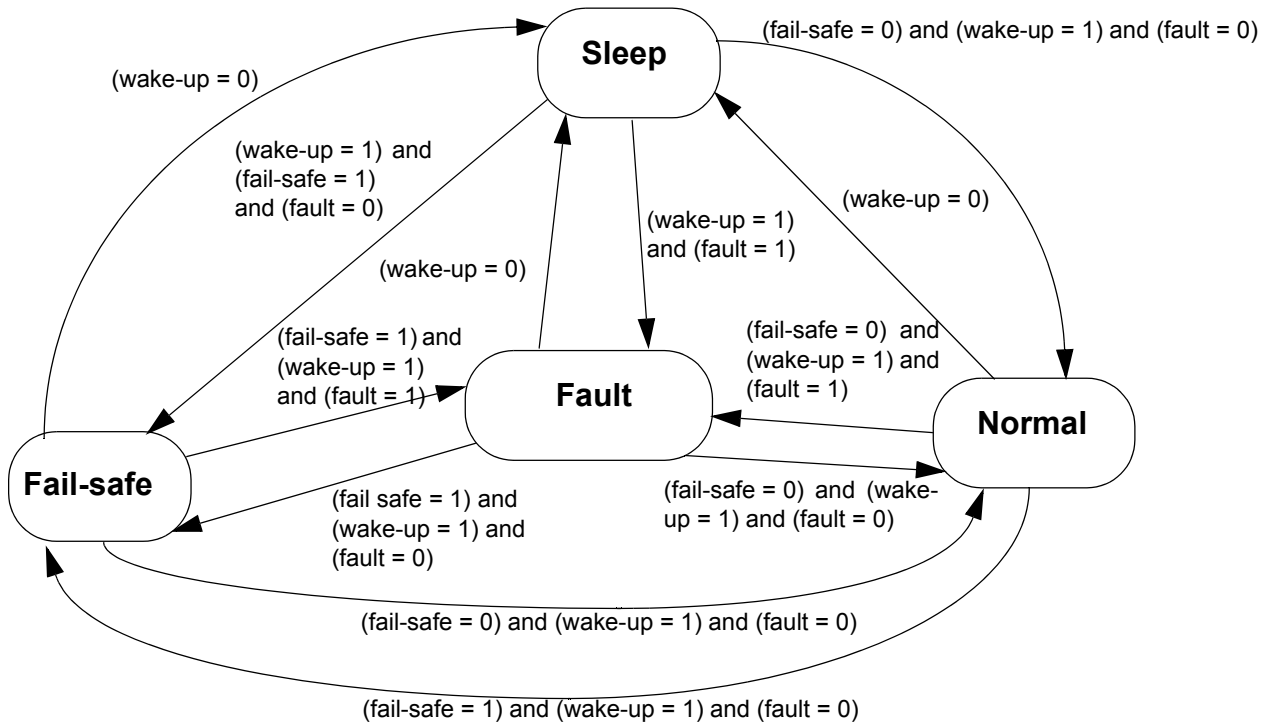 Sleep
(fail-safe = 0) and (wake-up = 1) and (fault = 0)
(wake-up = 0)
(wake-up = 1) and
(fail-safe = 1)
and (fault = 0)
(wake-up = 0)
(wake-up = 1)
and (fault = 1)
(wake-up = 0)
(fail-safe = 1) and
(wake-up = 1)
and (fault = 1)
(fail-safe = 0) and
(wake-up = 1) and
(fault = 1)
Fault
Normal
Fail-safe
(fail safe = 1) and
(wake-up = 1) and
(fault = 0)
(fail-safe = 0) and (wake-
up = 1) and (fault = 0)
(fail-safe = 0) and (wake-up = 1) and (fault = 0)
(fail-safe = 1) and (wake-up = 1) and (fault = 0)